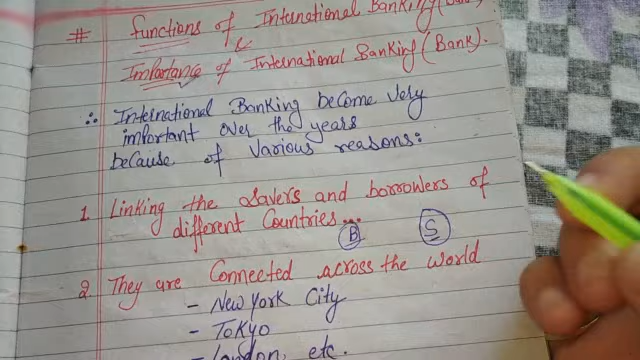 # Functions of International Banking
&
Importance of International Banking (Bank).
∴ International Banking become very
important over the years
because of various reasons:
1. Linking the Savers and borrowers of
different Countries...
B S
2. They are Connected across the world
- New York City
- Tokyo
- London, etc.